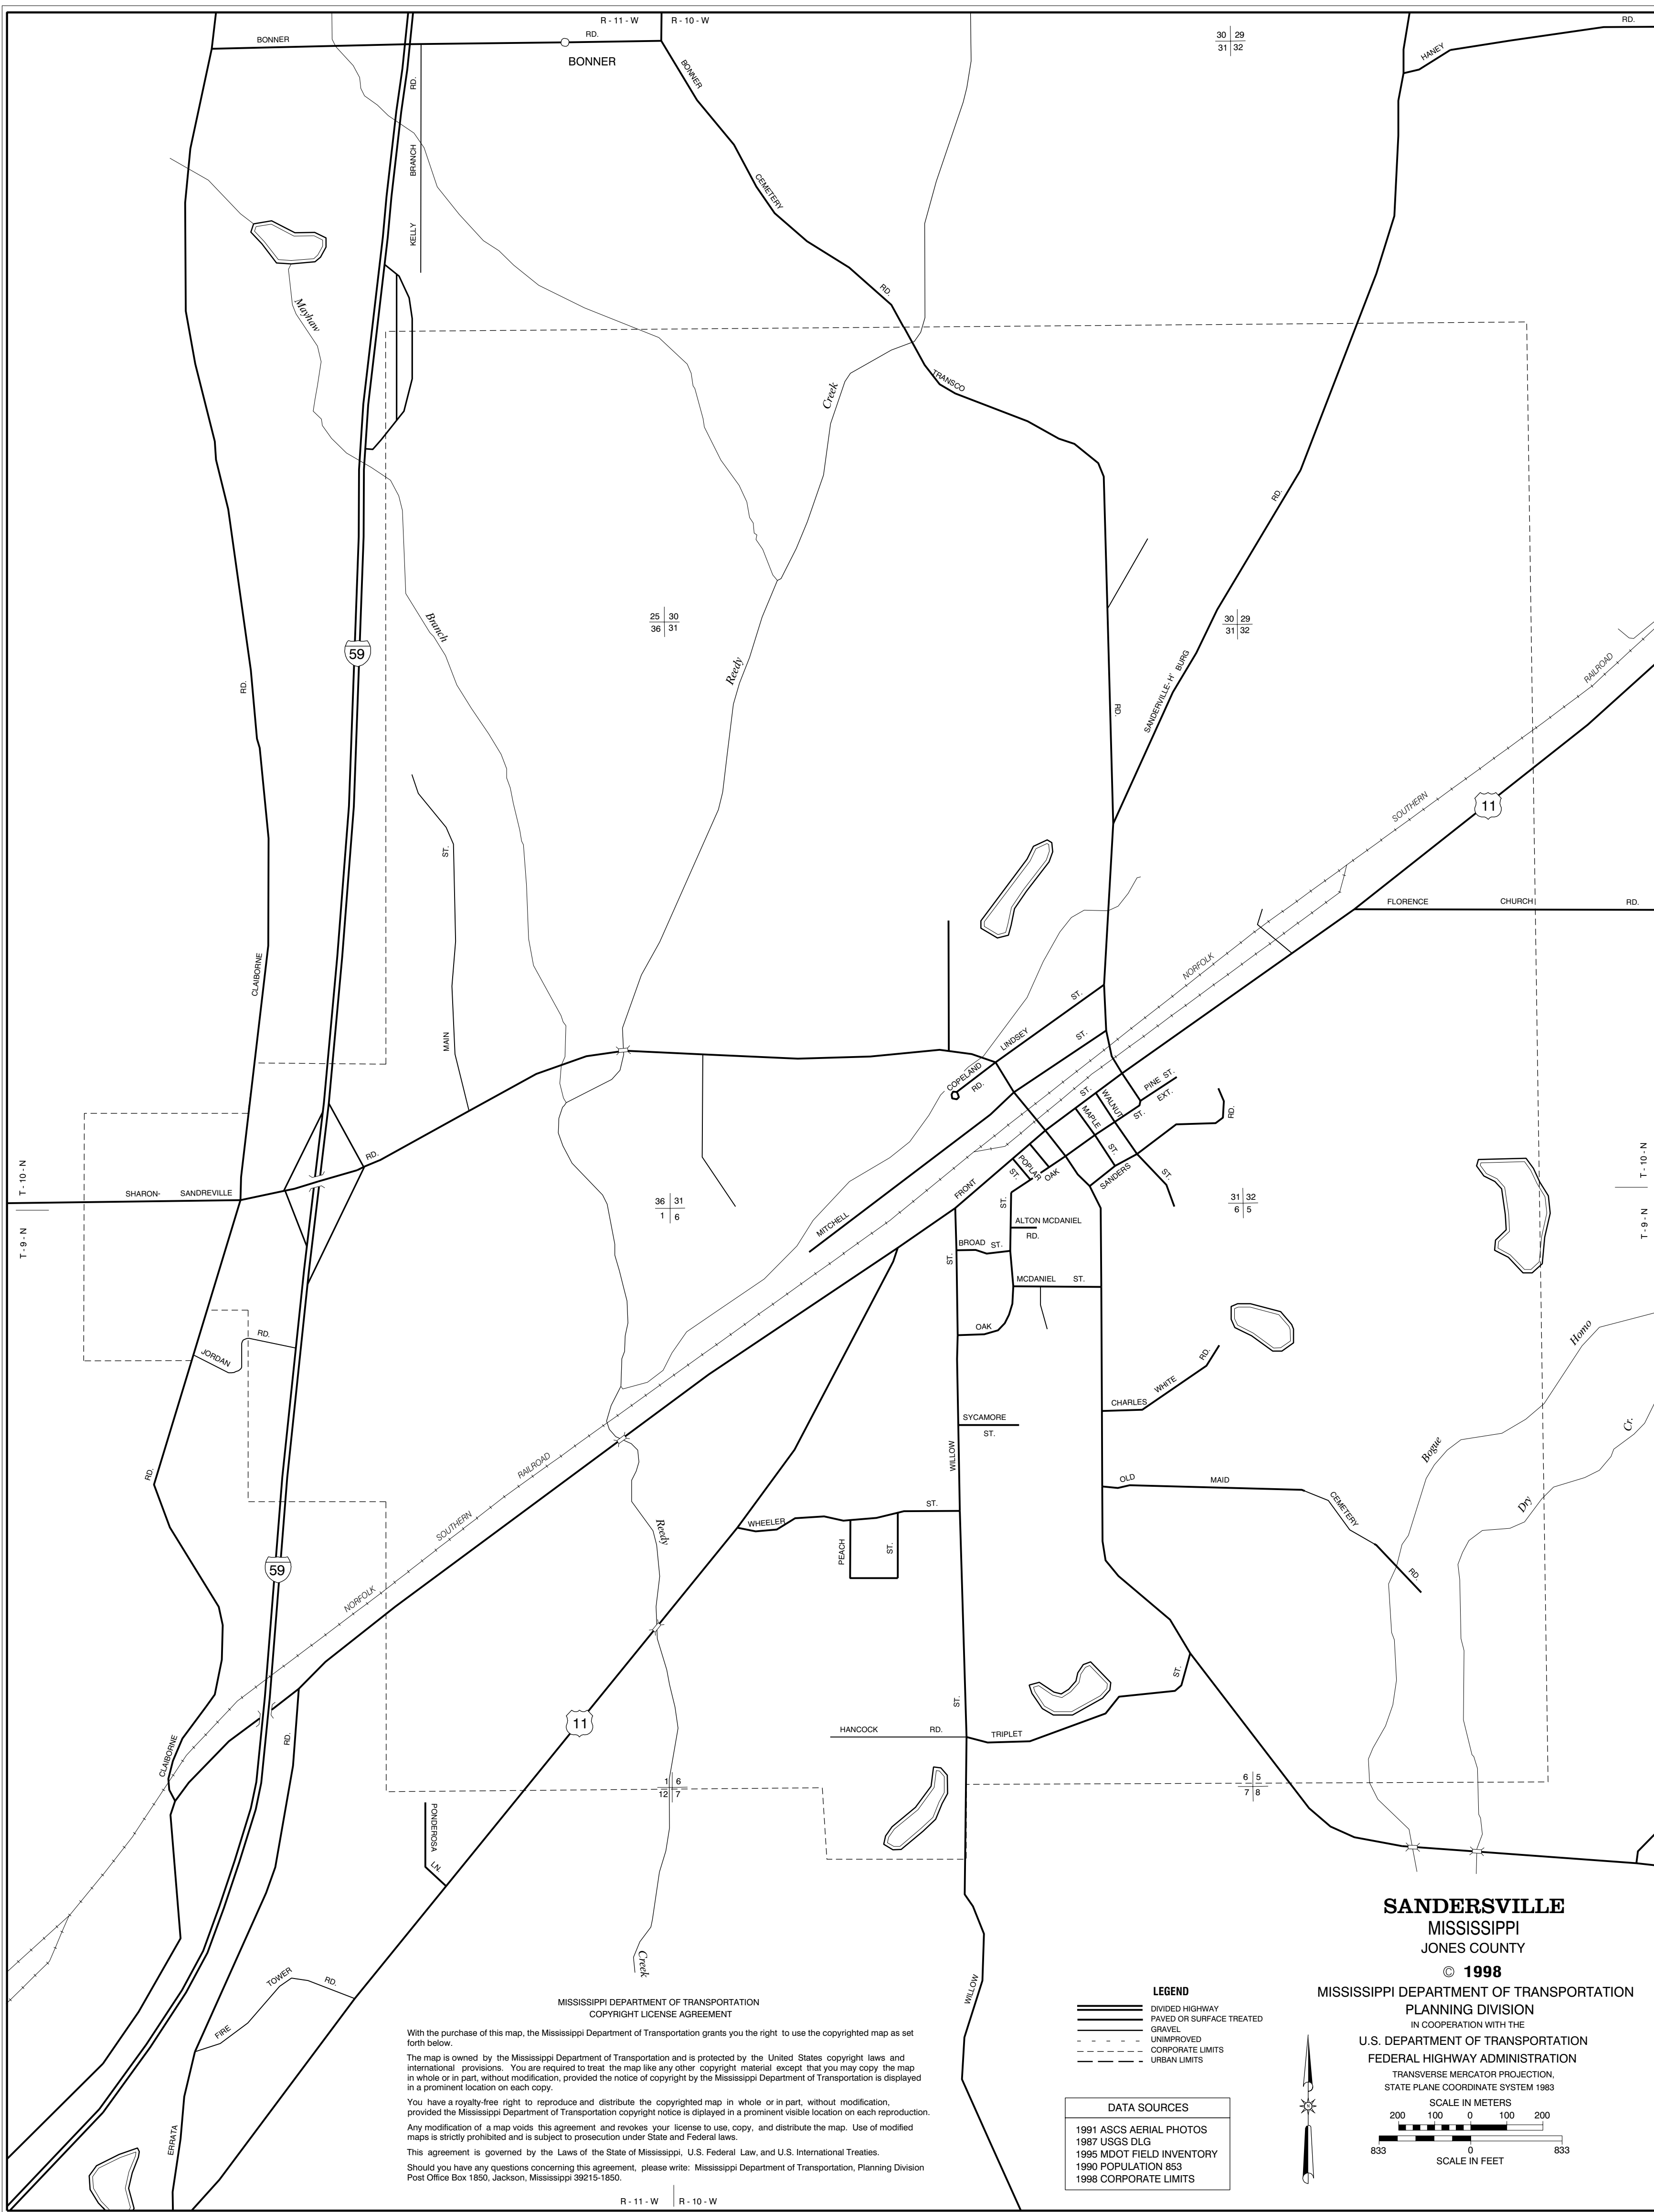 R - 11 - W R - 10 - W
RD.
BONNER RD.
BONNER
30 29
31 32
HANEY
BONNER
RD.
BRANCH
KELLY
CEMETERY
RD.
Mayhaw
TRANSCO
Creek
RD.
25 30
36 31
30 29
31 32
Branch
59
Reedy
RD.
RD.
SANDERVILLE-H' BURG
RAILROAD
SOUTHERN
11
ST.
FLORENCE CHURCH RD.
CLAIBORNE
NORFOLK
MAIN
LINDSEY ST.
ST.
COPELAND
RD.
PINE ST.
EXT.
ST.
WALNUT
ST.
MAPLE
ST.
RD.
RD.
T - 10 - N
T - 10 - N
SHARON- SANDREVILLE
POPLAR
ST.
OAK
SANDERS
ST.
FRONT
36 31
1 6
31 32
6 5
ST.
T - 9 - N
T - 9 - N
MITCHELL
ALTON MCDANIEL
RD.
BROAD ST.
ST.
MCDANIEL ST.
OAK
JORDAN RD.
Homo
RD.
CHARLES WHITE
SYCAMORE
ST.
Cr.
Bogue
WILLOW
RD.
RAILROAD
OLD MAID
CEMETERY
RD.
Dry
SOUTHERN
Reedy
WHEELER ST.
PEACH
ST.
59
NORFOLK
ST.
ST.
11
HANCOCK RD.
TRIPLET
RD.
CLAIBORNE
1 6
12 7
6 5
7 8
PONDEROSA
LN.
Creek
TOWER RD.
FIRE
WILLOW
ERRATA
SANDERSVILLE
MISSISSIPPI
JONES COUNTY
© 1998
MISSISSIPPI DEPARTMENT OF TRANSPORTATION
PLANNING DIVISION
IN COOPERATION WITH THE
U.S. DEPARTMENT OF TRANSPORTATION
FEDERAL HIGHWAY ADMINISTRATION
TRANSVERSE MERCATOR PROJECTION,
STATE PLANE COORDINATE SYSTEM 1983
SCALE IN METERS
200 100 0 100 200
833 0 833
SCALE IN FEET
LEGEND
DIVIDED HIGHWAY
PAVED OR SURFACE TREATED
GRAVEL
UNIMPROVED
CORPORATE LIMITS
URBAN LIMITS
DATA SOURCES
1991 ASCS AERIAL PHOTOS
1987 USGS DLG
1995 MDOT FIELD INVENTORY
1990 POPULATION 853
1998 CORPORATE LIMITS
MISSISSIPPI DEPARTMENT OF TRANSPORTATION
COPYRIGHT LICENSE AGREEMENT
With the purchase of this map, the Mississippi Department of Transportation grants you the right to use the copyrighted map as set
forth below.
The map is owned by the Mississippi Department of Transportation and is protected by the United States copyright laws and
international provisions. You are required to treat the map like any other copyright material except that you may copy the map
in whole or in part, without modification, provided the notice of copyright by the Mississippi Department of Transportation is displayed
in a prominent location on each copy.
You have a royalty-free right to reproduce and distribute the copyrighted map in whole or in part, without modification,
provided the Mississippi Department of Transportation copyright notice is diplayed in a prominent visible location on each reproduction.
Any modification of a map voids this agreement and revokes your license to use, copy, and distribute the map. Use of modified
maps is strictly prohibited and is subject to prosecution under State and Federal laws.
This agreement is governed by the Laws of the State of Mississippi, U.S. Federal Law, and U.S. International Treaties.
Should you have any questions concerning this agreement, please write: Mississippi Department of Transportation, Planning Division
Post Office Box 1850, Jackson, Mississippi 39215-1850.
R - 11 - W R - 10 - W